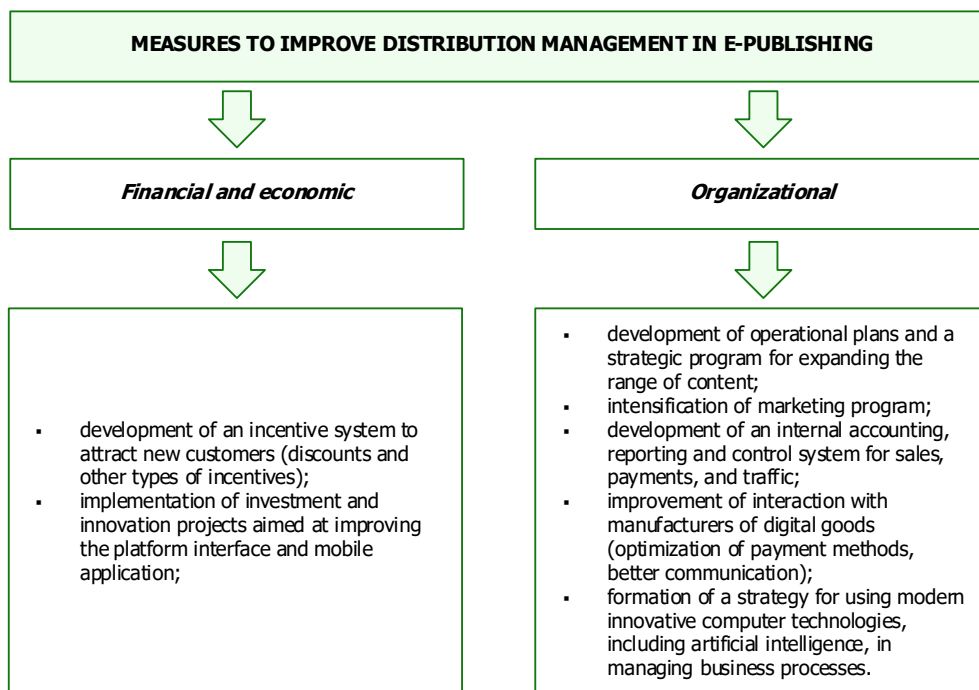 MEASURES TO IMPROVE DISTRIBUTION MANAGEMENT IN E-PUBLISHING
Financial and economic
▪ development of an incentive system to
attract new customers (discounts and
other types of incentives);
▪ implementation of investment and
innovation projects aimed at improving
the platform interface and mobile
application;
Organizational
▪ development of operational plans and a
strategic program for expanding the
range of content;
▪ intensification of marketing program;
▪ development of an internal accounting,
reporting and control system for sales,
payments, and traffic;
▪ improvement of interaction with
manufacturers of digital goods
(optimization of payment methods,
better communication);
▪ formation of a strategy for using modern
innovative computer technologies,
including artificial intelligence, in
managing business processes.